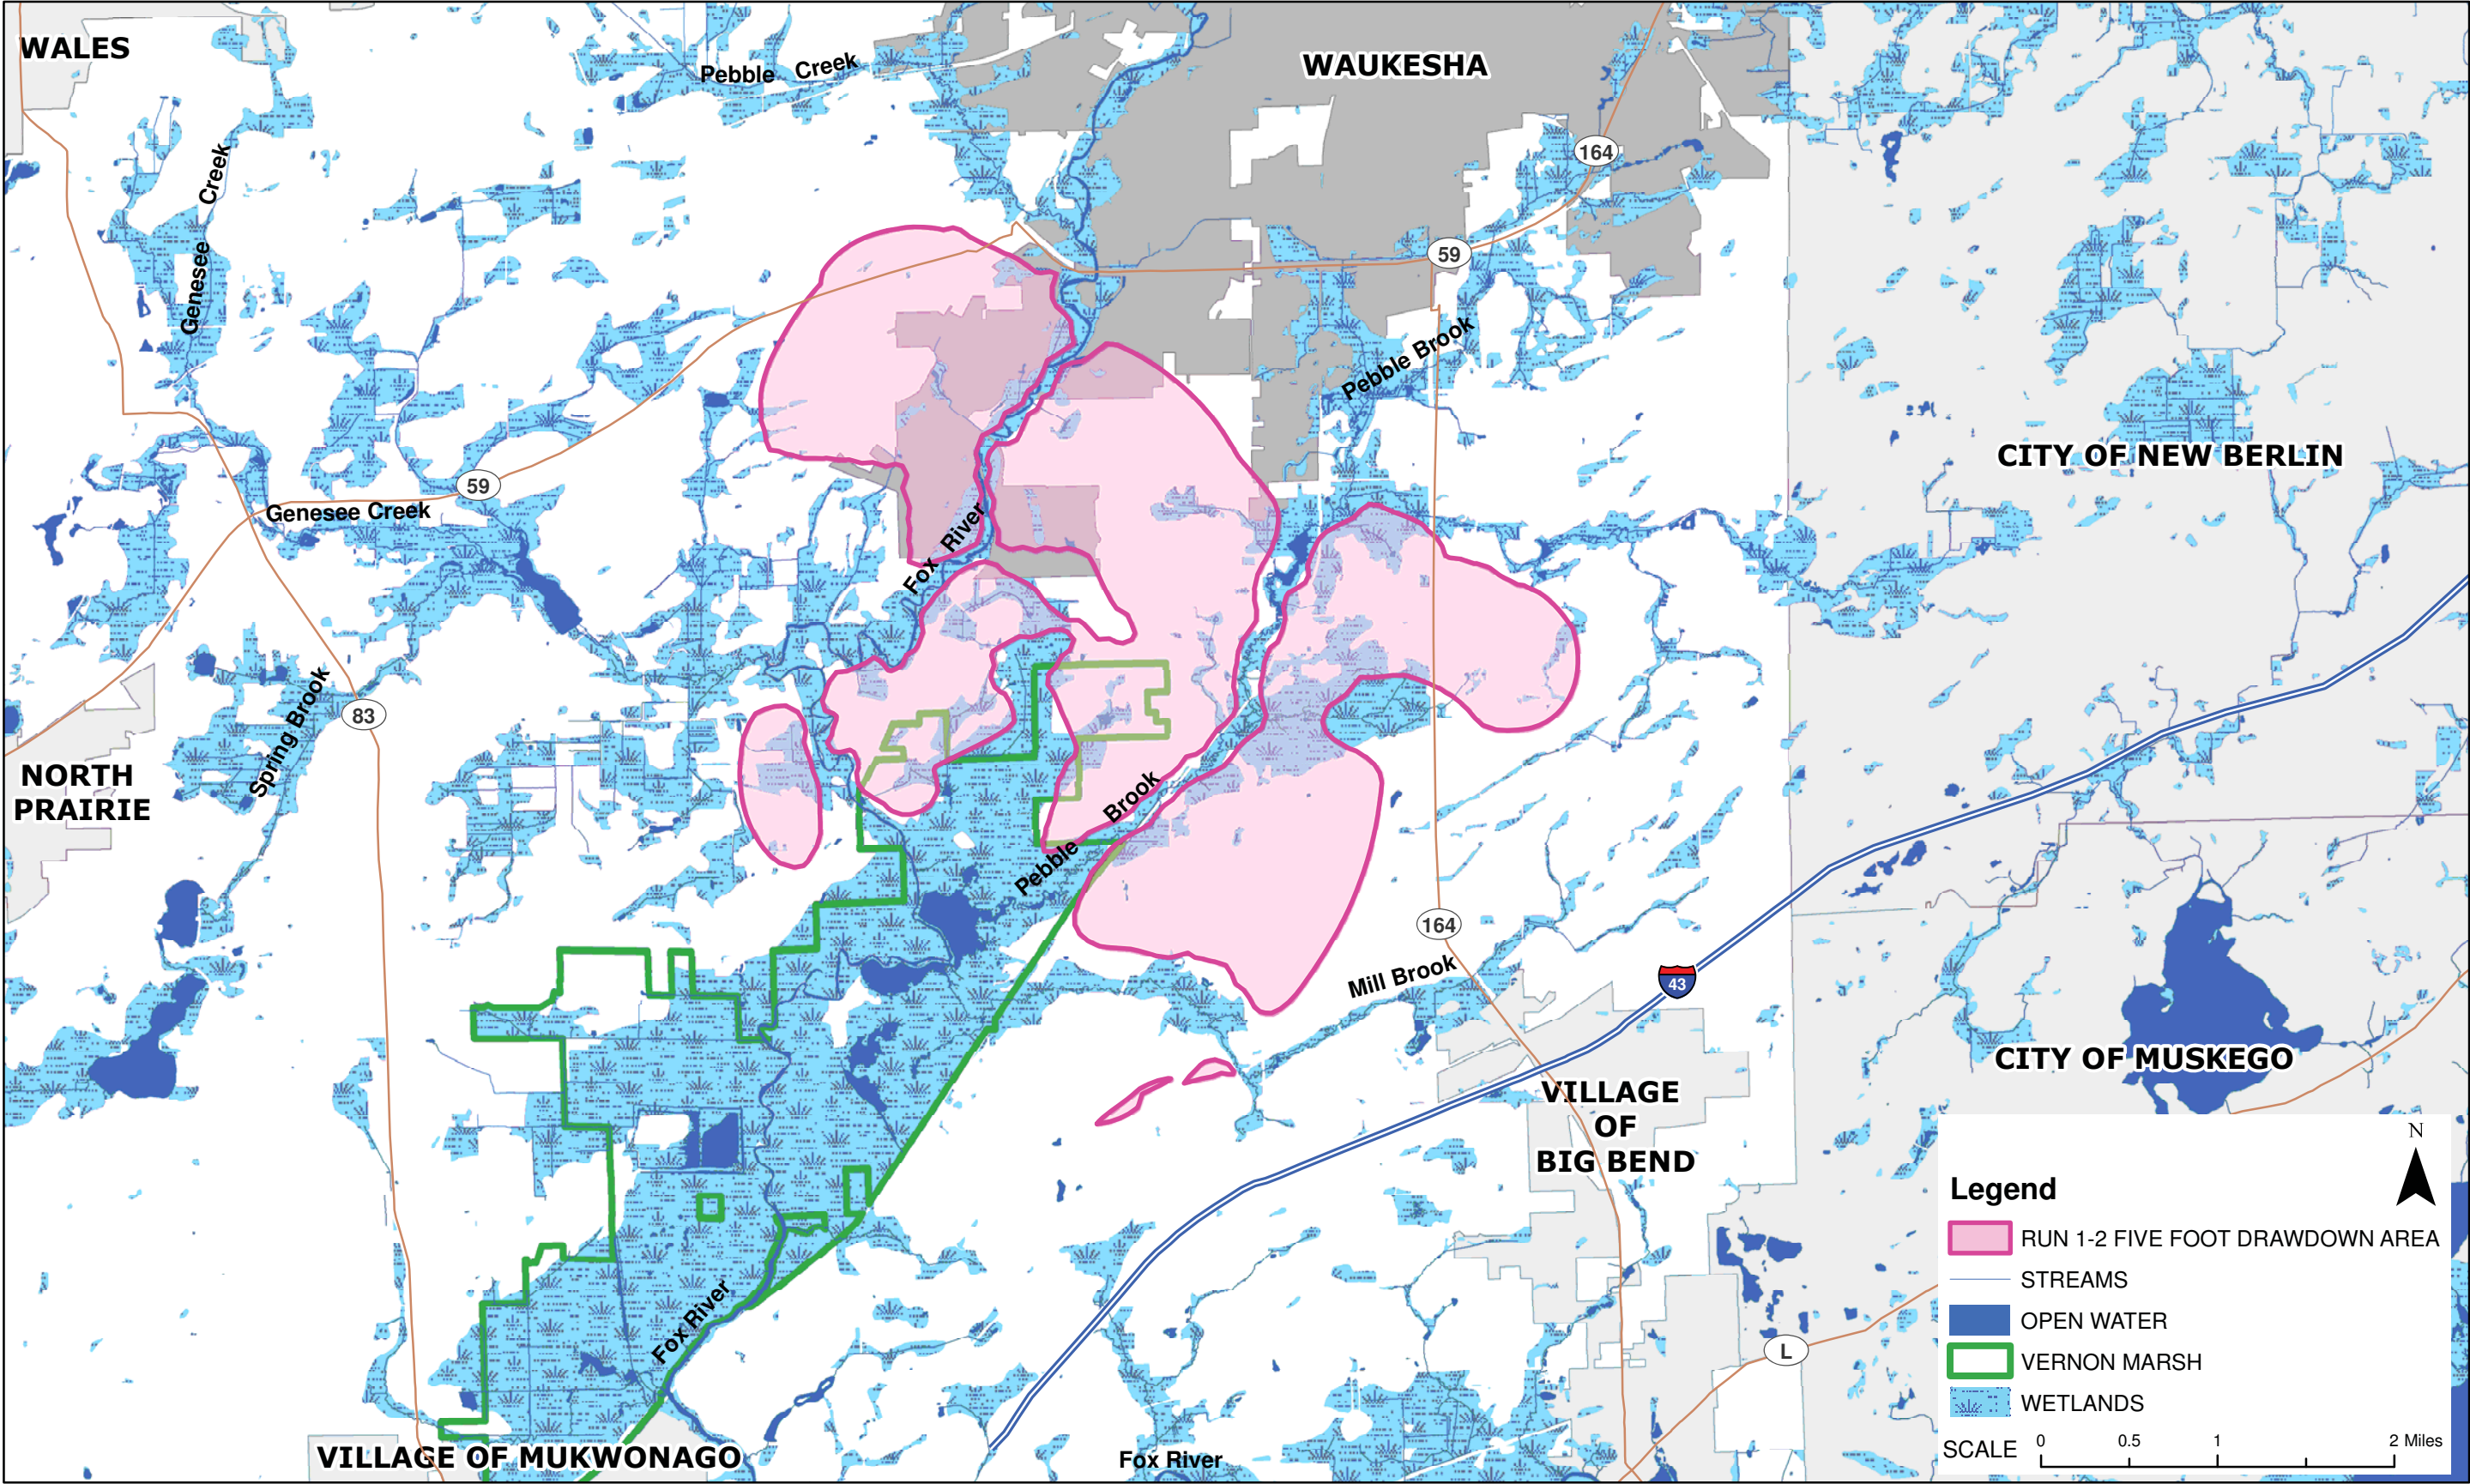 WALES
Pebble Creek
WAUKESHA
164
Genesee Creek
59
Genesee Creek
Pebble Brook
CITY OF NEW BERLIN
59
Genesee Creek
Fox River
Spring Brook
83
NORTH
PRAIRIE
Pebble Brook
164
Mill Brook
43
CITY OF MUSKEGO
VILLAGE
OF
BIG BEND
Fox River
L
VILLAGE OF MUKWONAGO
Fox River
N
Legend
RUN 1-2 FIVE FOOT DRAWDOWN AREA
STREAMS
OPEN WATER
VERNON MARSH
WETLANDS
SCALE 0 0.5 1 2 Miles